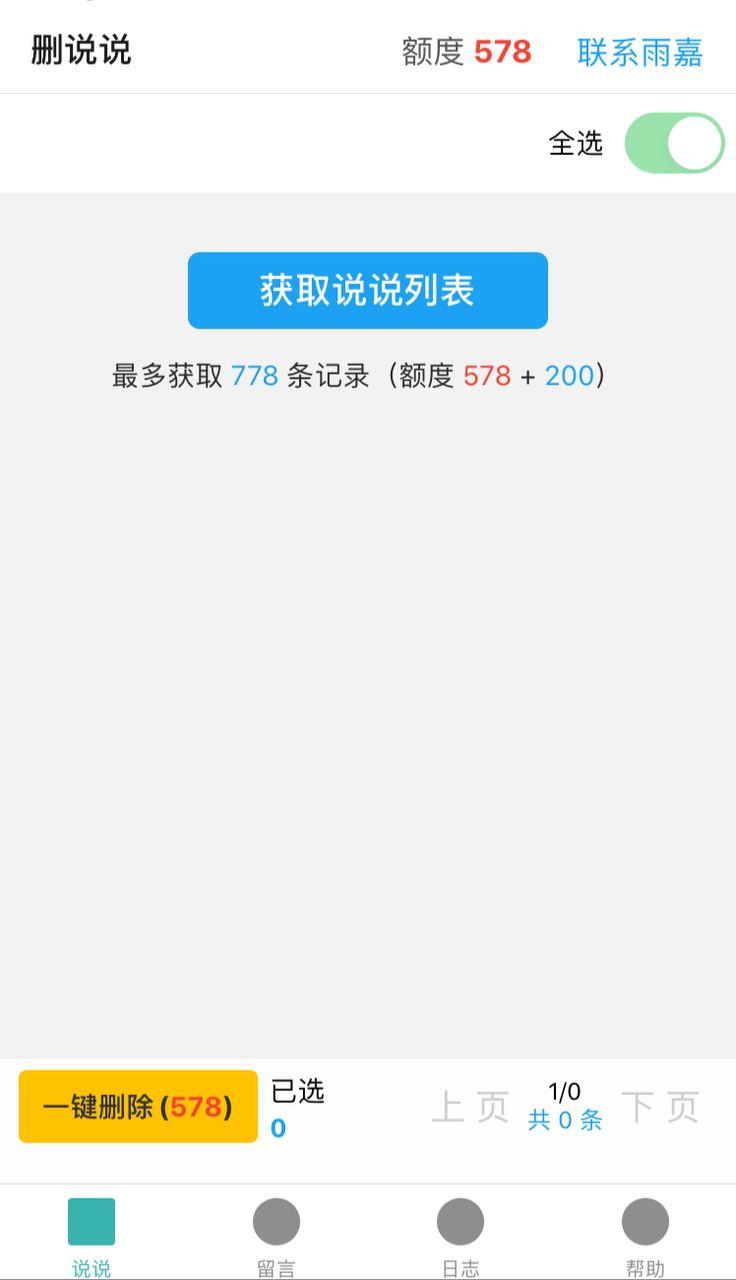 删说说 额度 578 联系雨嘉
全选
获取说说列表
最多获取 778 条记录（额度 578 + 200）
一键删除(578)
已选
0
上 页
1/0
共 0 条
下 页
说说 留言 日志 帮助